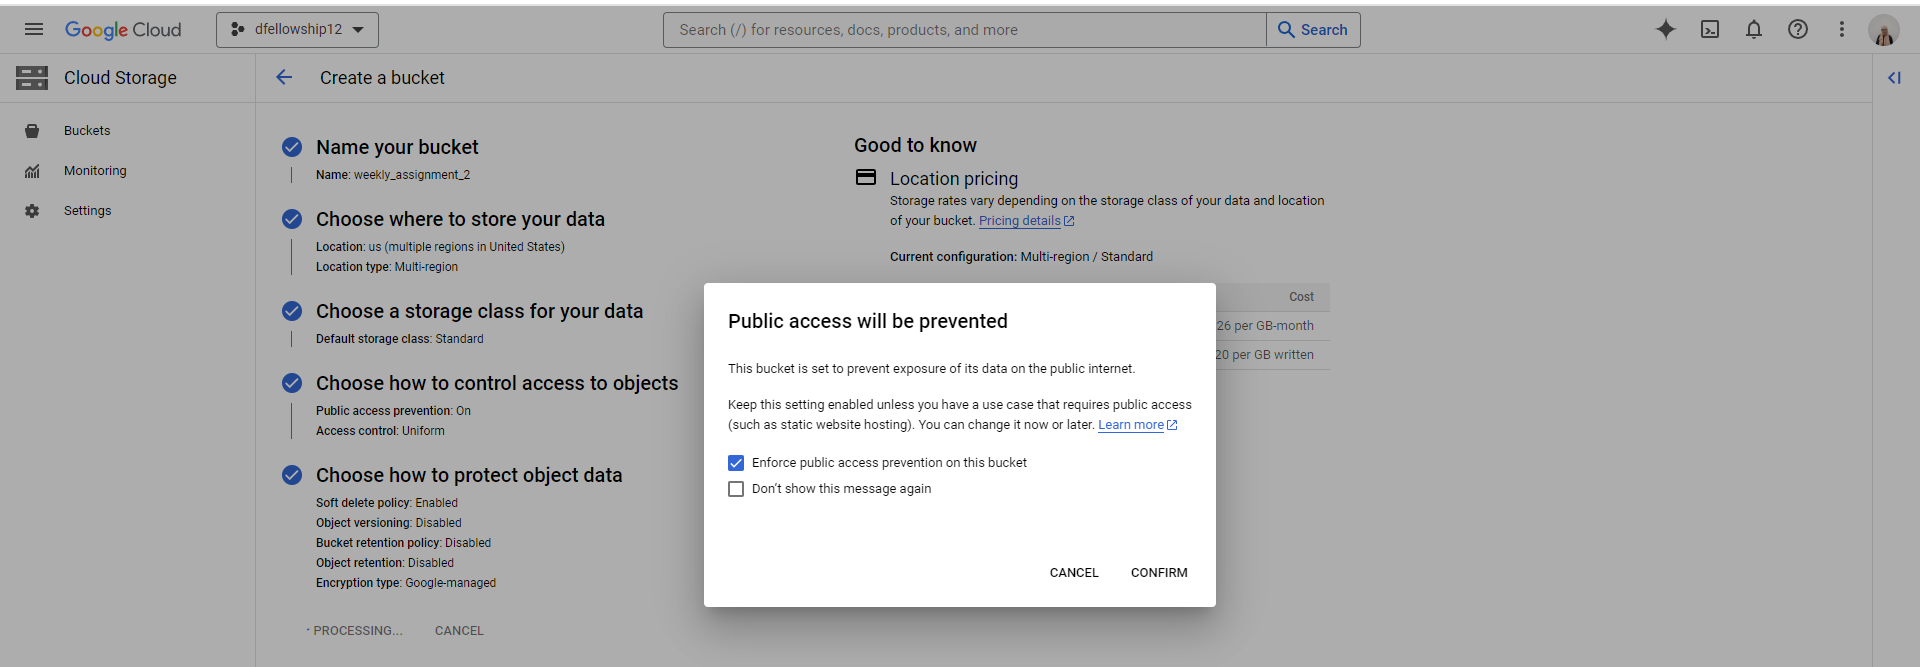 Google Cloud
dfellowship12
Search (/) for resources, docs, products, and more
Search
Cloud Storage
Create a bucket
Buckets
Monitoring
Settings
Name your bucket
Name: weekly_assignment_2
Choose where to store your data
Location: us (multiple regions in United States)
Location type: Multi-region
Choose a storage class for your data
Default storage class: Standard
Choose how to control access to objects
Public access prevention: On
Access control: Uniform
Choose how to protect object data
Soft delete policy: Enabled
Object versioning: Disabled
Bucket retention policy: Disabled
Object retention: Disabled
Encryption type: Google-managed
PROCESSING...
CANCEL
Good to know
Location pricing
Storage rates vary depending on the storage class of your data and location
of your bucket. Pricing details
Current configuration: Multi-region / Standard
Cost
26 per GB-month
20 per GB written
Public access will be prevented
This bucket is set to prevent exposure of its data on the public internet.
Keep this setting enabled unless you have a use case that requires public access
(such as static website hosting). You can change it now or later. Learn more
Enforce public access prevention on this bucket
Don't show this message again
CANCEL
CONFIRM